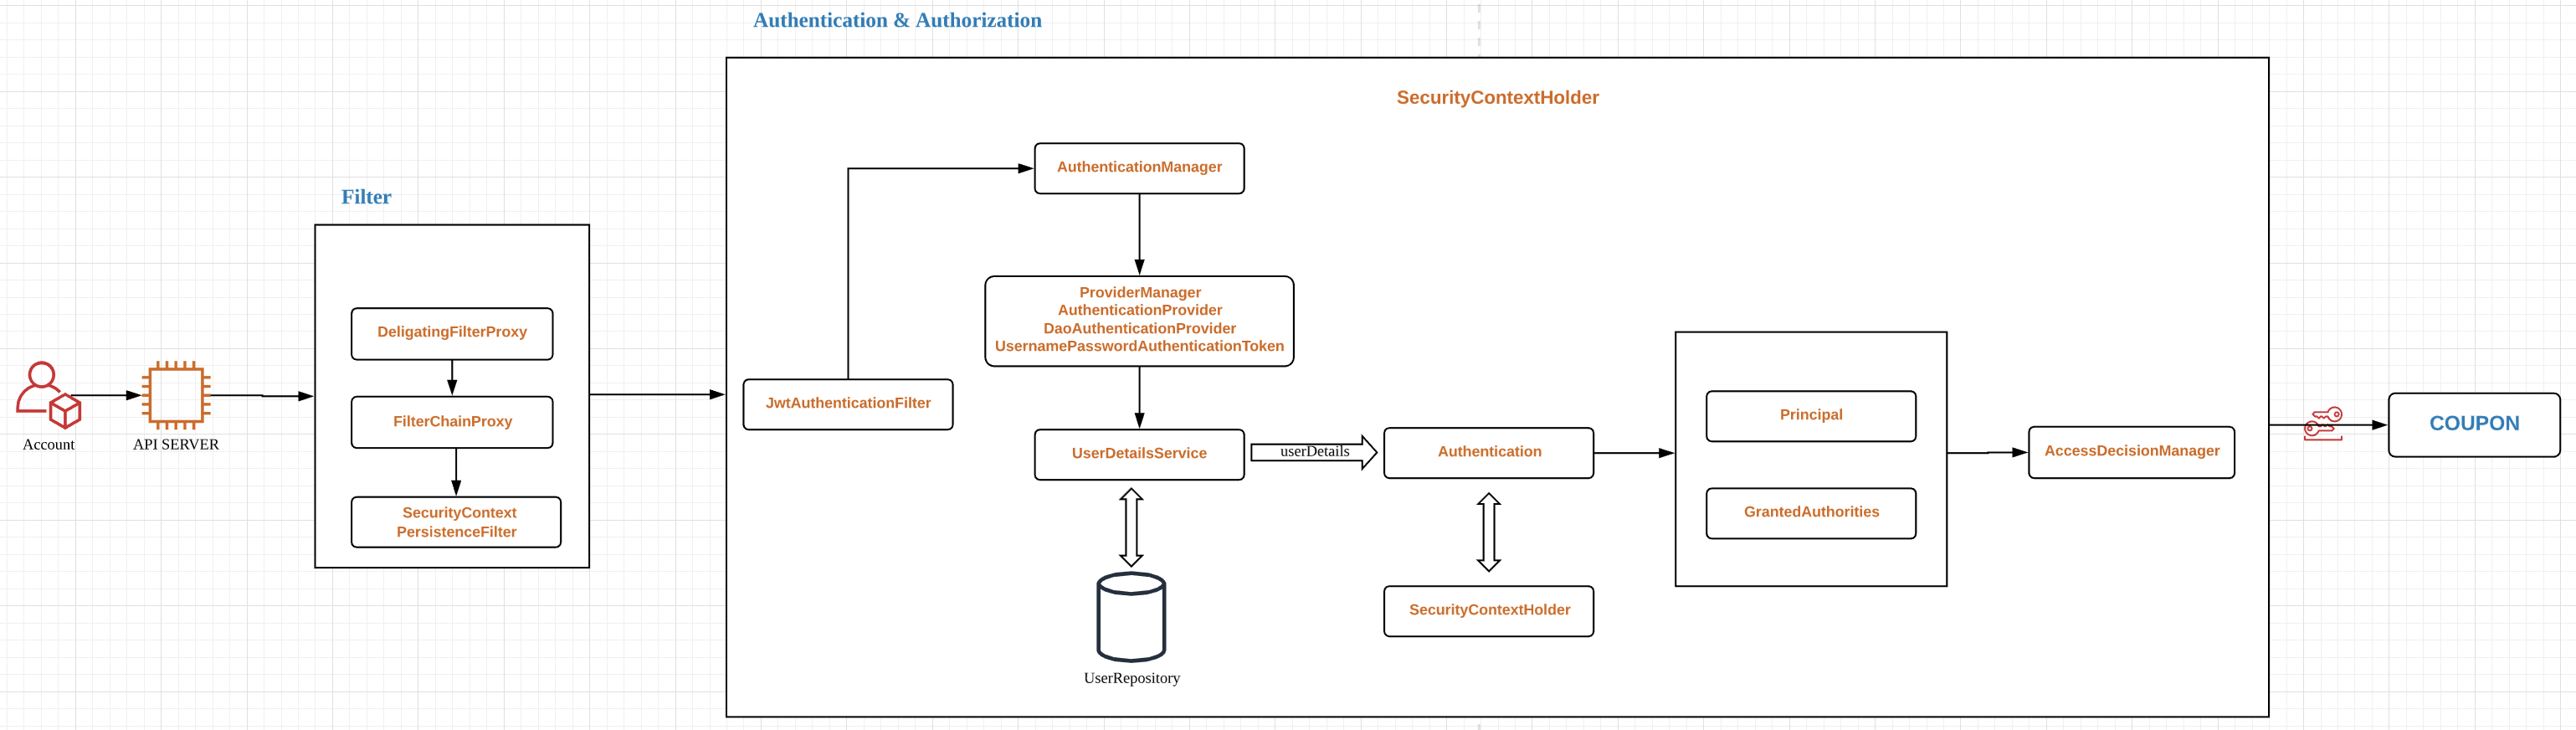 Authentication & Authorization
SecurityContextHolder
Filter
DeligatingFilterProxy
FilterChainProxy
SecurityContext
PersistenceFilter
Account
API SERVER
JwtAuthenticationFilter
AuthenticationManager
ProviderManager
AuthenticationProvider
DaoAuthenticationProvider
UsernamePasswordAuthenticationToken
UserDetailsService
userDetails
UserRepository
Authentication
SecurityContextHolder
Principal
GrantedAuthorities
AccessDecisionManager
COUPON